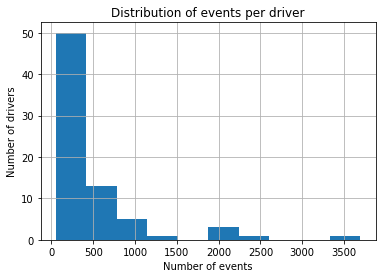 Distribution of events per driver
50
40
30
20
10
0
Number of drivers
0 500 1000 1500 2000 2500 3000 3500
Number of events